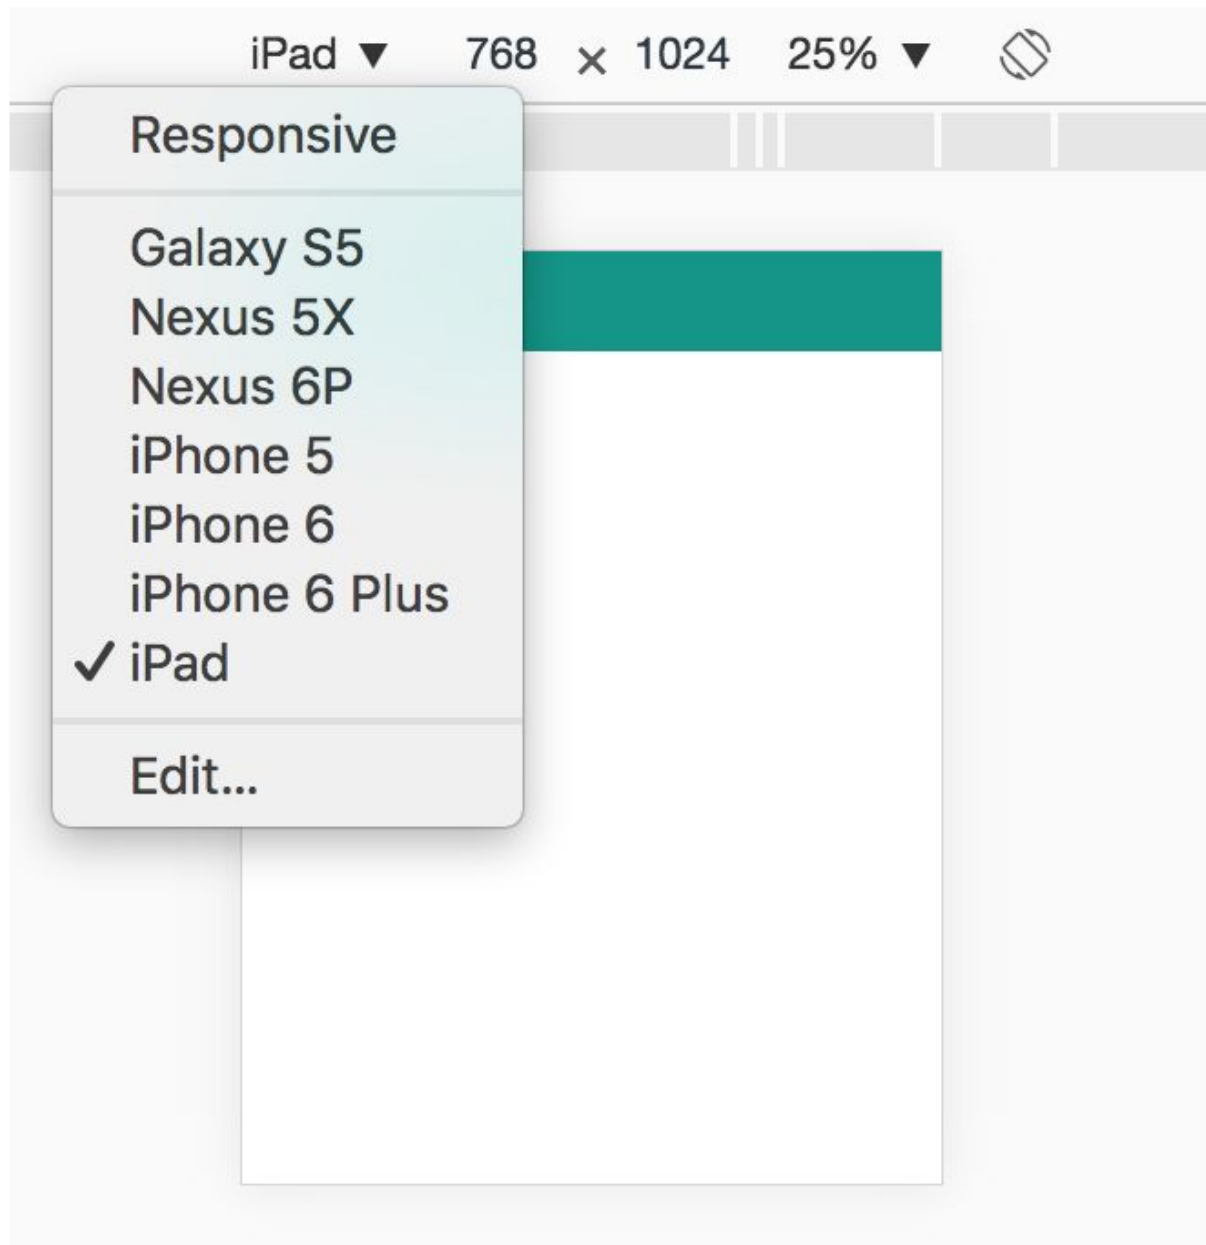 iPad ▼ 768 × 1024 25% ▼
Responsive
Galaxy S5
Nexus 5X
Nexus 6P
iPhone 5
iPhone 6
iPhone 6 Plus
✓ iPad
Edit...